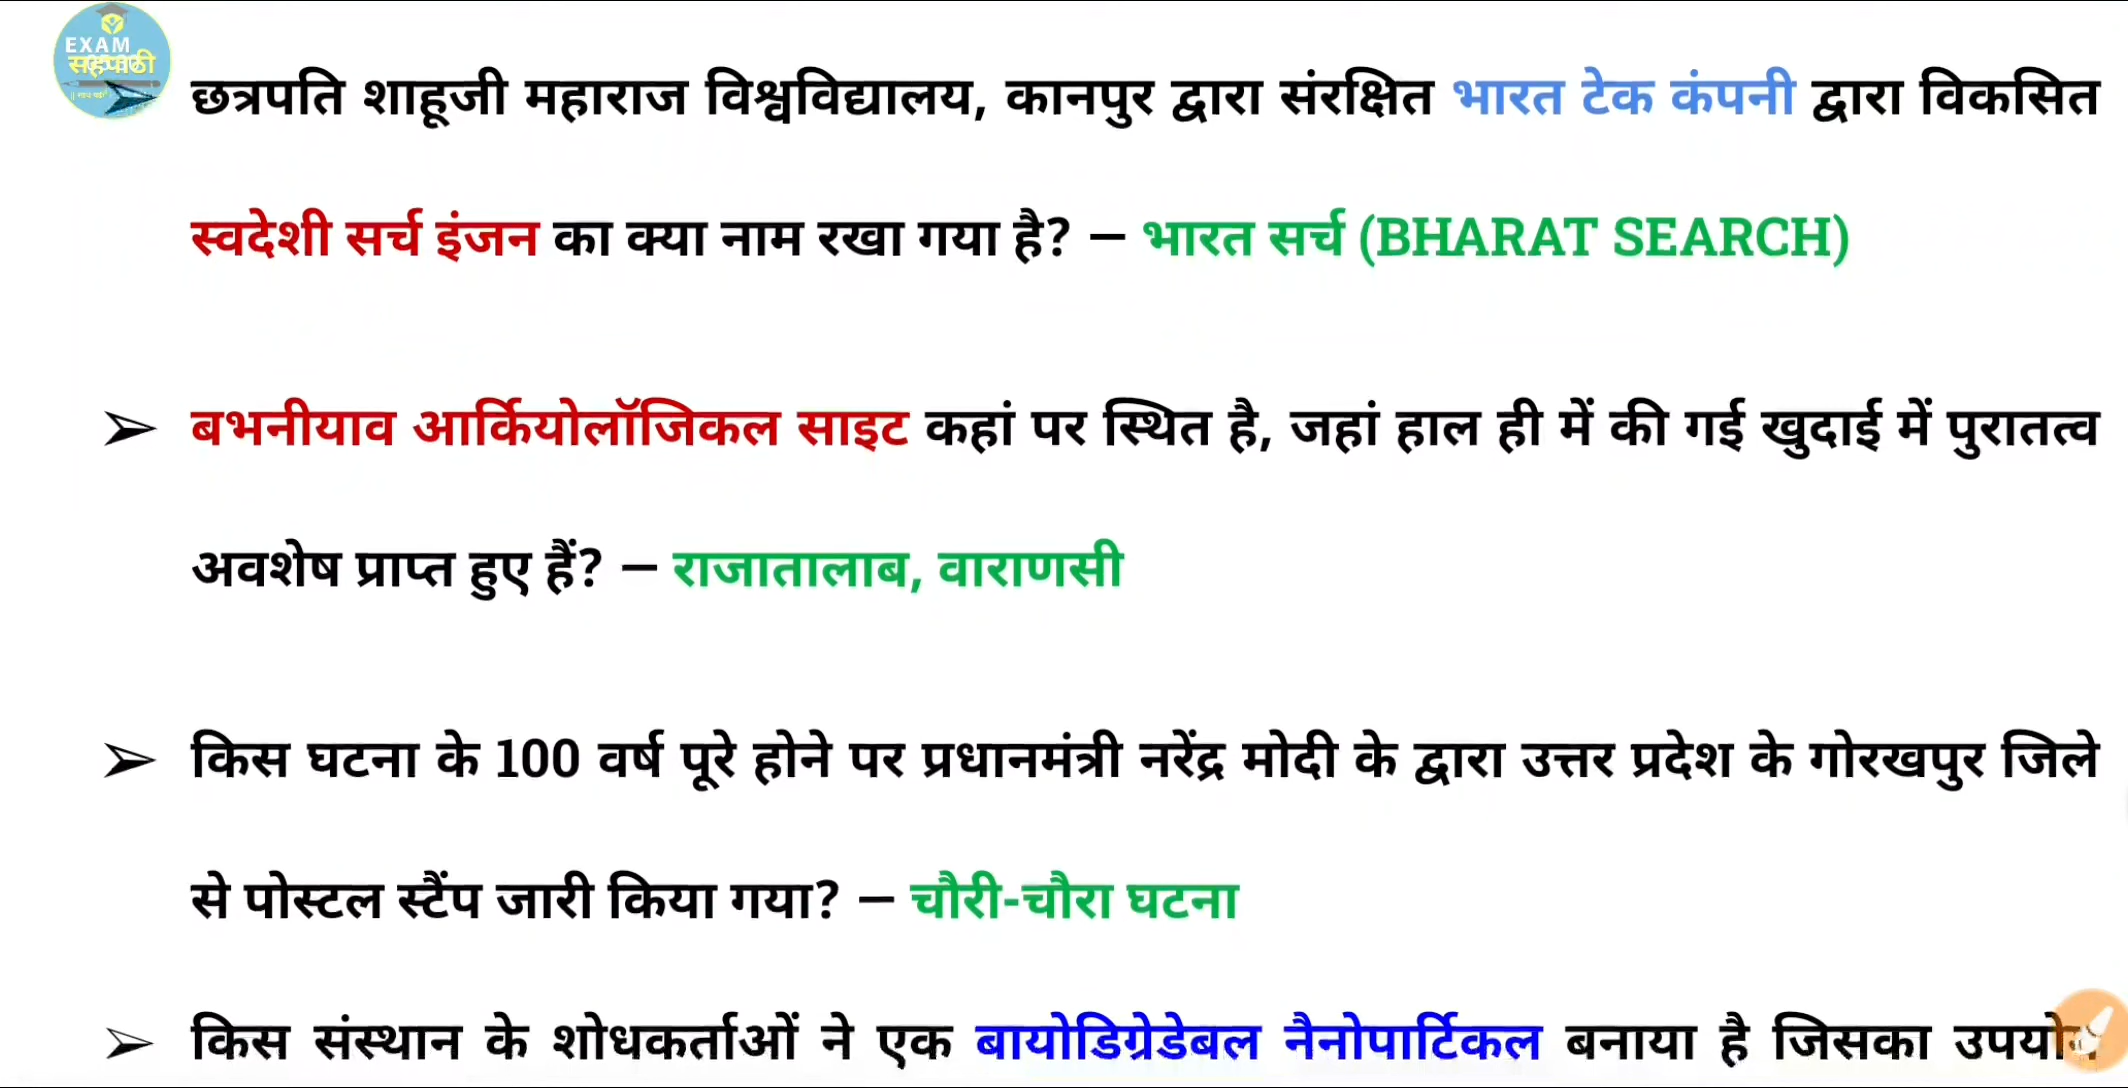 EXAM
सहपाठी
छत्रपति शाहूजी महाराज विश्वविद्यालय, कानपुर द्वारा संरक्षित भारत टेक कंपनी द्वारा विकसित
स्वदेशी सर्च इंजन का क्या नाम रखा गया है? – भारत सर्च (BHARAT SEARCH)
➢ बभनीयाव आर्कियोलॉजिकल साइट कहां पर स्थित है, जहां हाल ही में की गई खुदाई में पुरातत्व
अवशेष प्राप्त हुए हैं? – राजातालाब, वाराणसी
➢ किस घटना के 100 वर्ष पूरे होने पर प्रधानमंत्री नरेंद्र मोदी के द्वारा उत्तर प्रदेश के गोरखपुर जिले
से पोस्टल स्टैंप जारी किया गया? – चौरी-चौरा घटना
➢ किस संस्थान के शोधकर्ताओं ने एक बायोडिग्रेडेबल नैनोपार्टिकल बनाया है जिसका